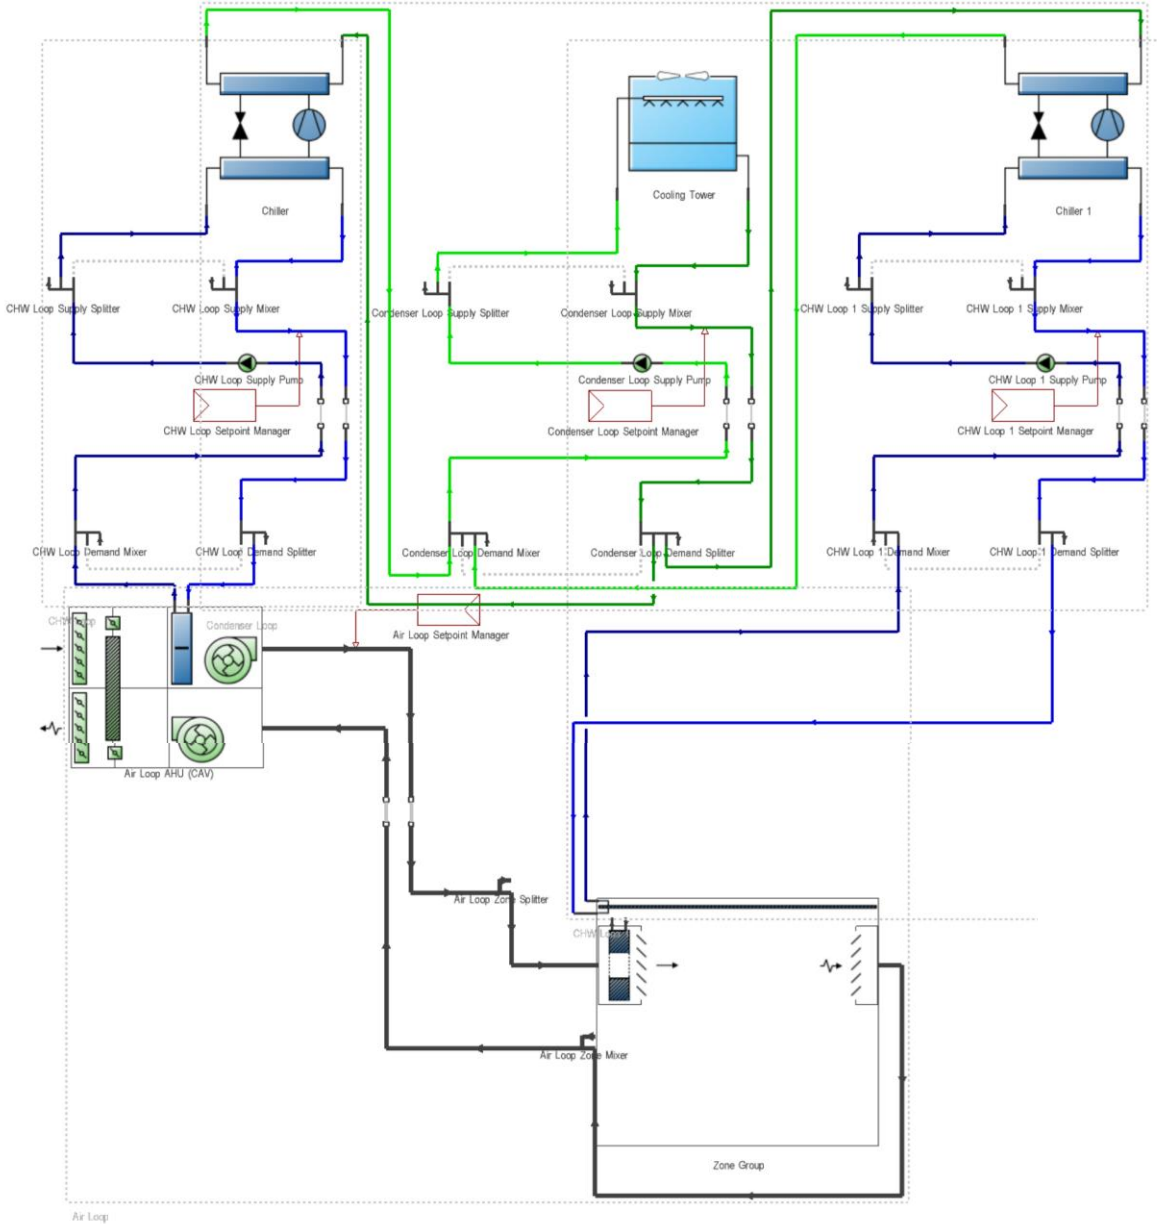 Cooling Tower
Chiller
Chiller 1
CHW Loop Supply Splitter
CHW Loop Supply Mixer
Condenser Loop Supply Splitter
Condenser Loop Supply Mixer
CHW Loop 1 Supply Splitter
CHW Loop 1 Supply Mixer
CHW Loop Supply Pump
Condenser Loop Supply Pump
CHW Loop 1 Supply Pump
CHW Loop Setpoint Manager
Condenser Loop Setpoint Manager
CHW Loop 1 Setpoint Manager
CHW Loop Demand Mixer
CHW Loop Demand Splitter
Condenser Loop Demand Mixer
Condenser Loop Demand Splitter
CHW Loop 1 Demand Mixer
CHW Loop 1 Demand Splitter
CHW Loop
Condenser Loop
Air Loop Setpoint Manager
Air Loop AHU (CAV)
Air Loop Zone Splitter
CHW Loop 1
Air Loop Zone Mixer
Zone Group
Air Loop